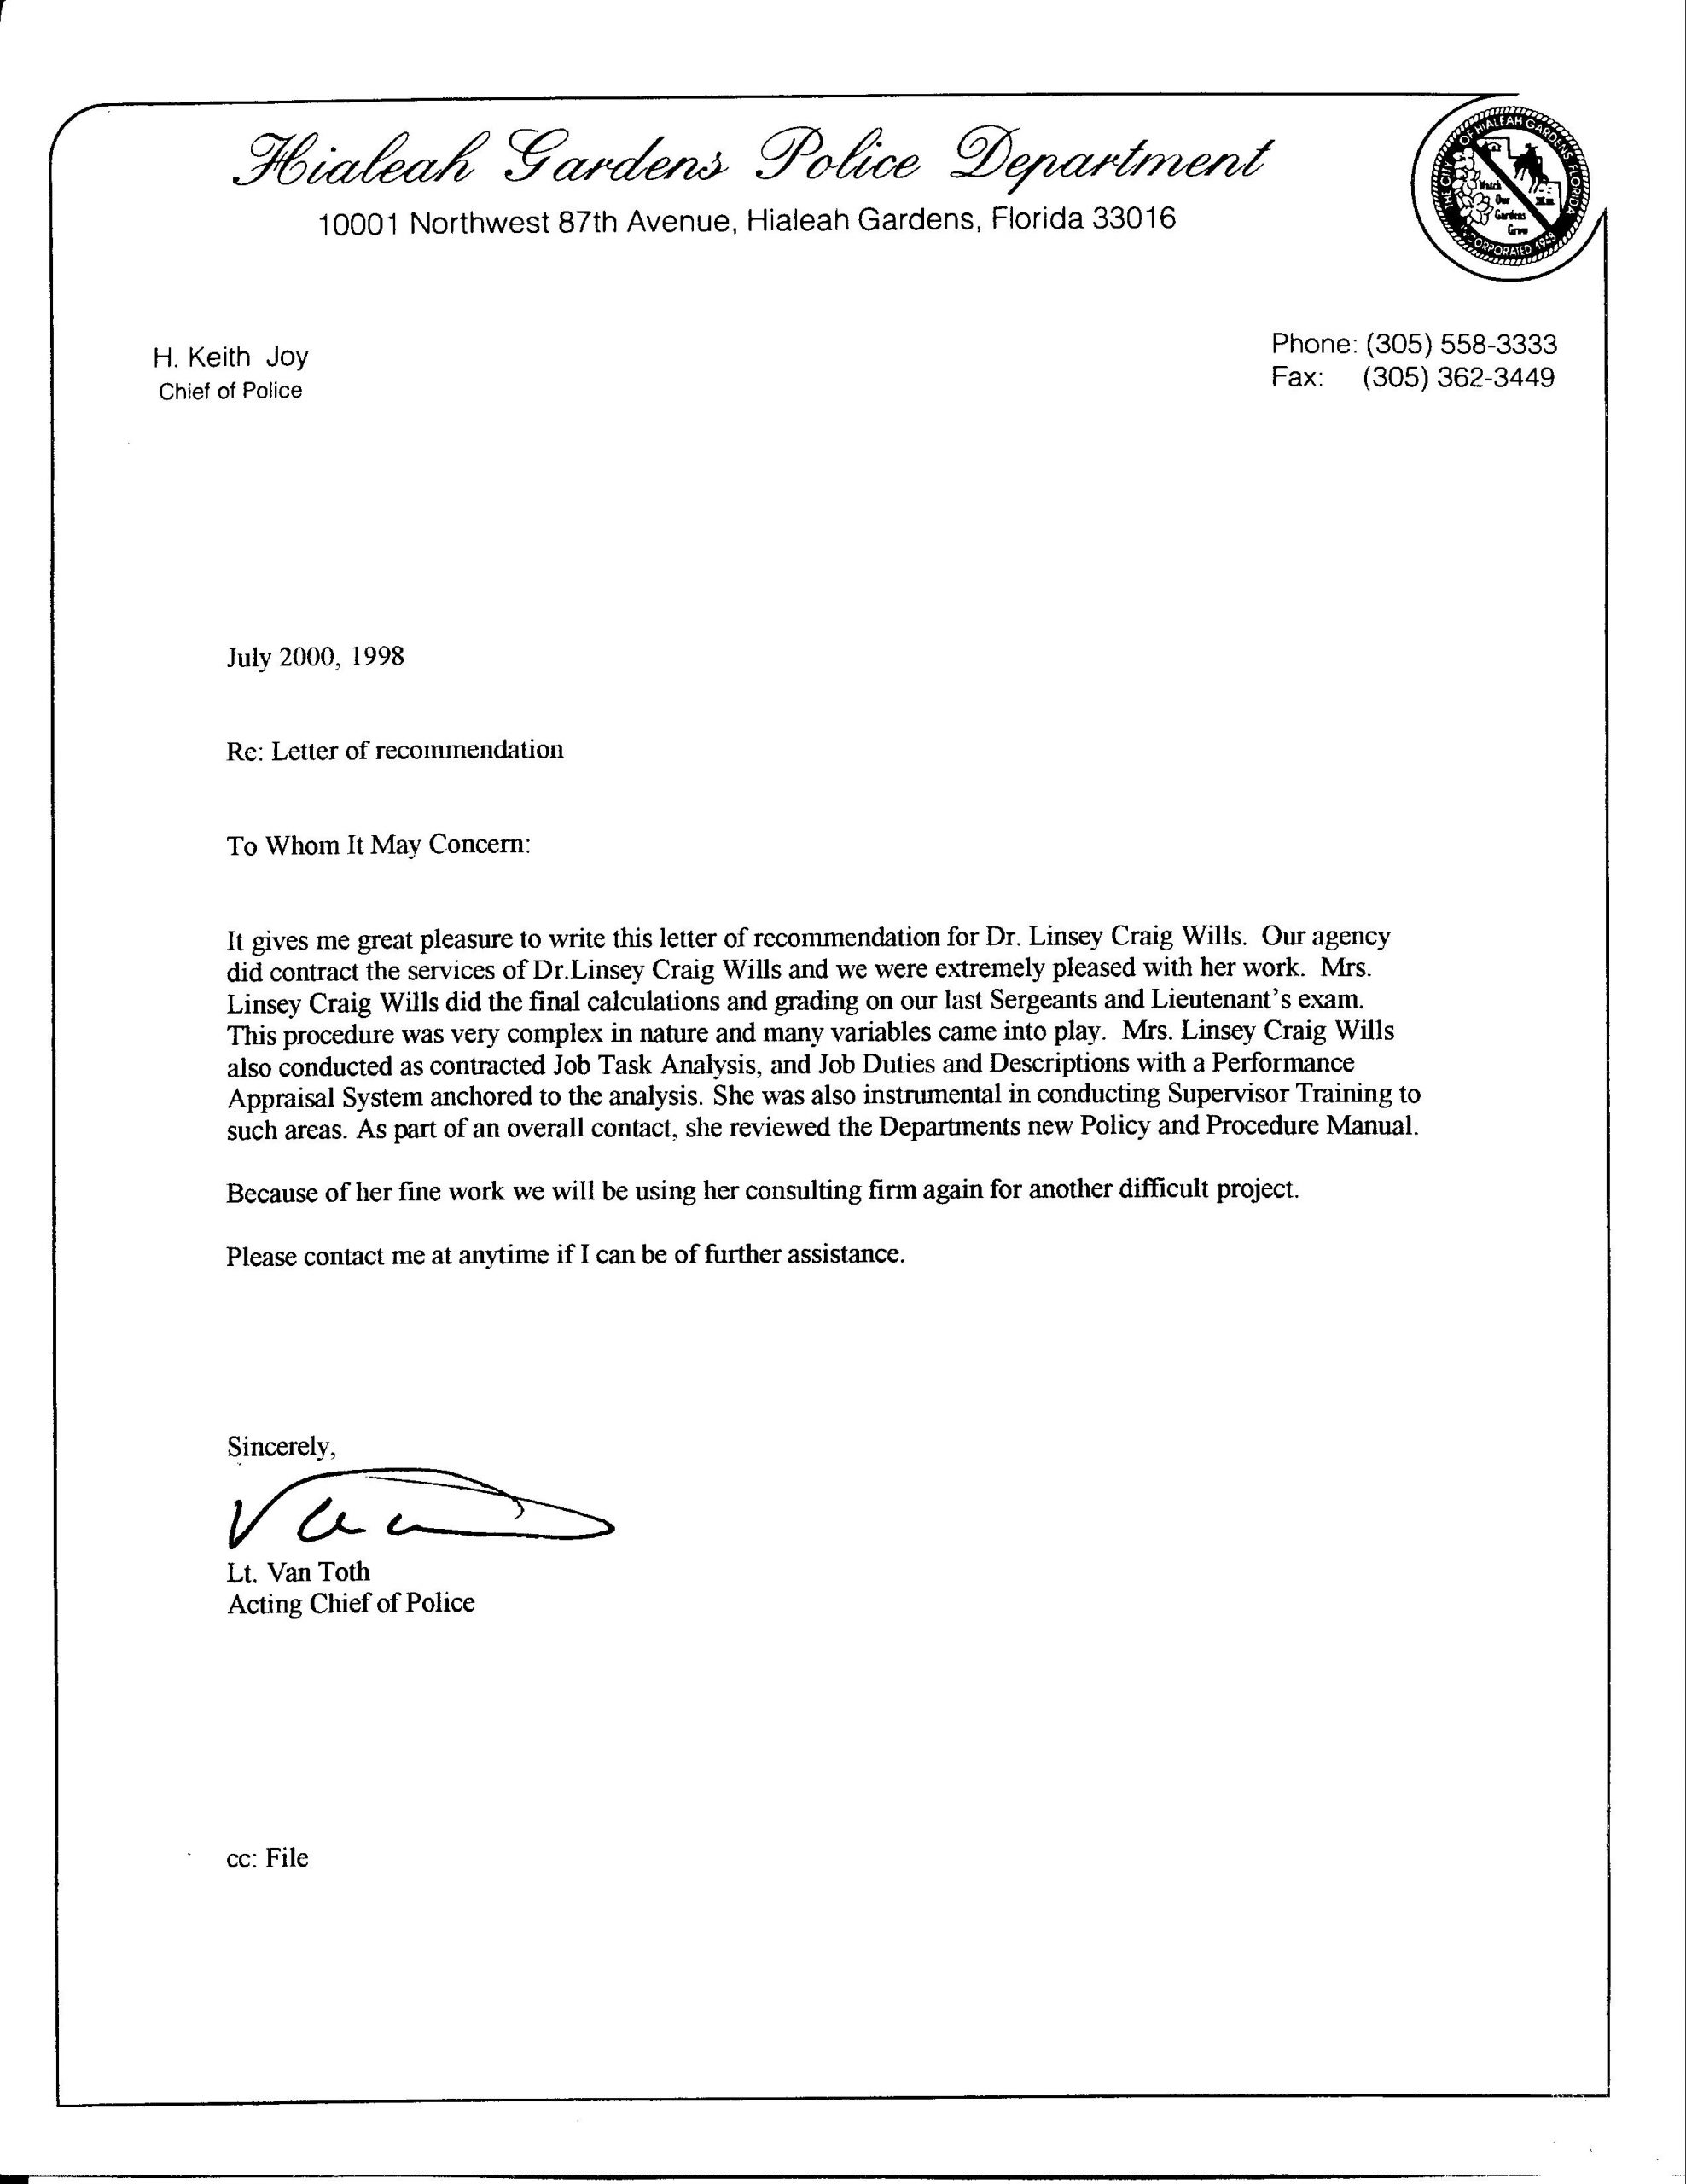 Hialeah Gardens Police Department
10001 Northwest 87th Avenue, Hialeah Gardens, Florida 33016
THE CITY OF HIALEAH GARDENS FLORIDA
Watch
Our
Gardens
Grow
INCORPORATED 1948
H. Keith Joy
Chief of Police
Phone: (305) 558-3333
Fax: (305) 362-3449
July 2000, 1998
Re: Letter of recommendation
To Whom It May Concern:
It gives me great pleasure to write this letter of recommendation for Dr. Linsey Craig Wills. Our agency
did contract the services of Dr.Linsey Craig Wills and we were extremely pleased with her work. Mrs.
Linsey Craig Wills did the final calculations and grading on our last Sergeants and Lieutenant's exam.
This procedure was very complex in nature and many variables came into play. Mrs. Linsey Craig Wills
also conducted as contracted Job Task Analysis, and Job Duties and Descriptions with a Performance
Appraisal System anchored to the analysis. She was also instrumental in conducting Supervisor Training to
such areas. As part of an overall contact, she reviewed the Departments new Policy and Procedure Manual.
Because of her fine work we will be using her consulting firm again for another difficult project.
Please contact me at anytime if I can be of further assistance.
Sincerely,
Van
Lt. Van Toth
Acting Chief of Police
cc: File